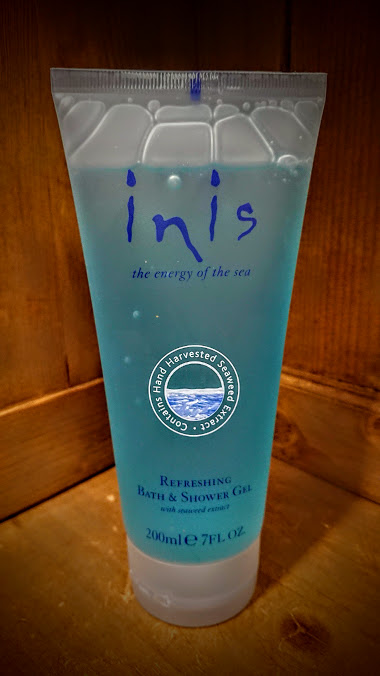 inis
the energy of the sea
Contains Hand Harvested Seaweed Extract •
Refreshing
Bath & Shower Gel
with seaweed extract
200ml℮ 7FL OZ.